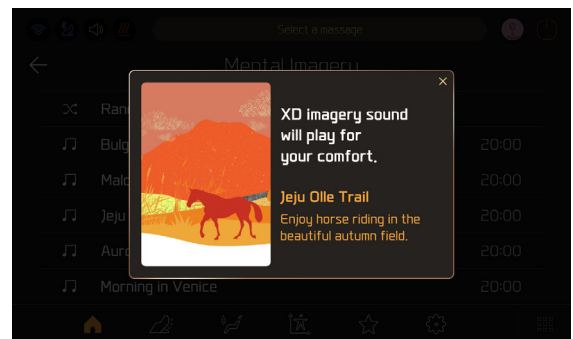 Select a massage
Mental Imagery
XD imagery sound
will play for
your comfort.
Jeju Olle Trail
Enjoy horse riding in the
beautiful autumn field.
20:00
20:00
Jeju
20:00
20:00
Morning in Venice
20:00